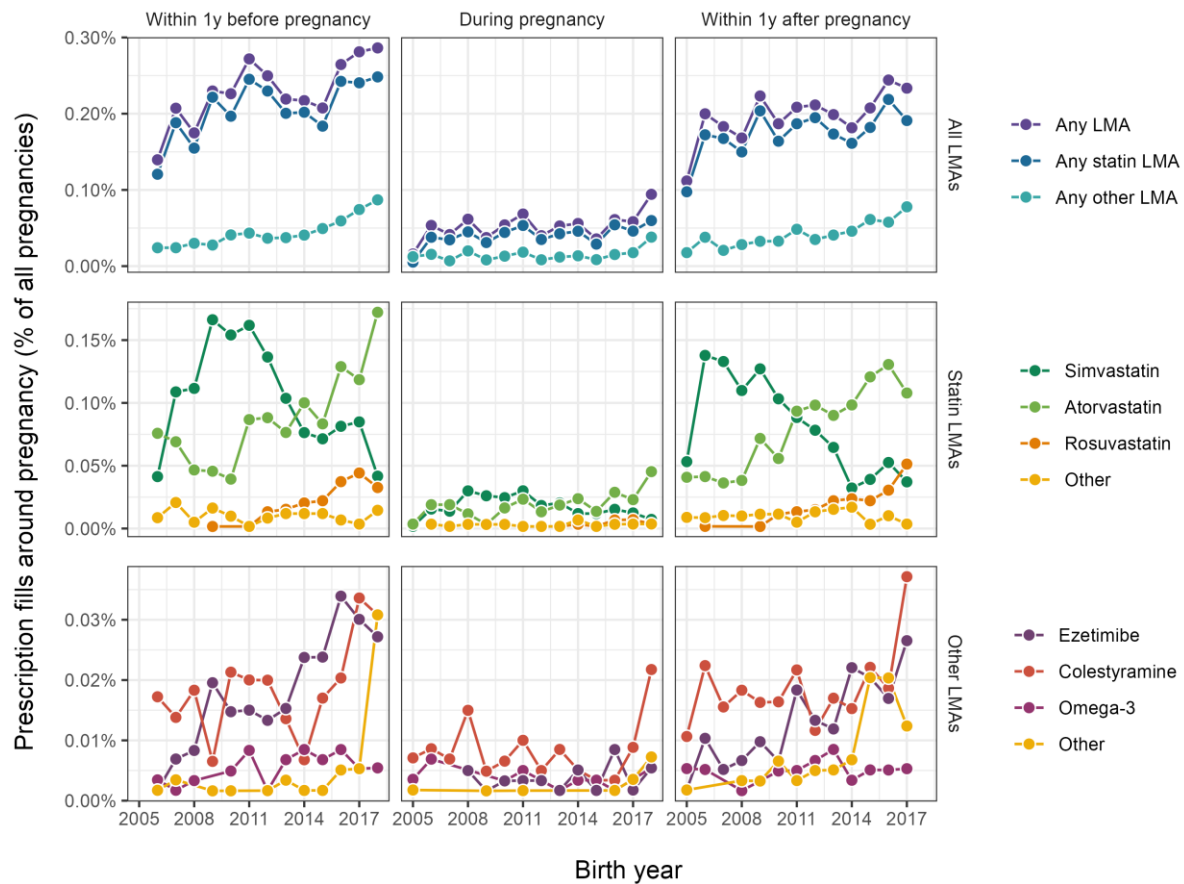 Within 1y before pregnancy
During pregnancy
Within 1y after pregnancy
Prescription fills around pregnancy (% of all pregnancies)
0.30%
0.20%
0.10%
0.00%
All LMAs
Any LMA
Any statin LMA
Any other LMA
0.15%
0.10%
0.05%
0.00%
Statin LMAs
Simvastatin
Atorvastatin
Rosuvastatin
Other
0.03%
0.02%
0.01%
0.00%
Other LMAs
Ezetimibe
Colestyramine
Omega-3
Other
2005 2008 2011 2014 2017 2005 2008 2011 2014 2017 2005 2008 2011 2014 2017
Birth year